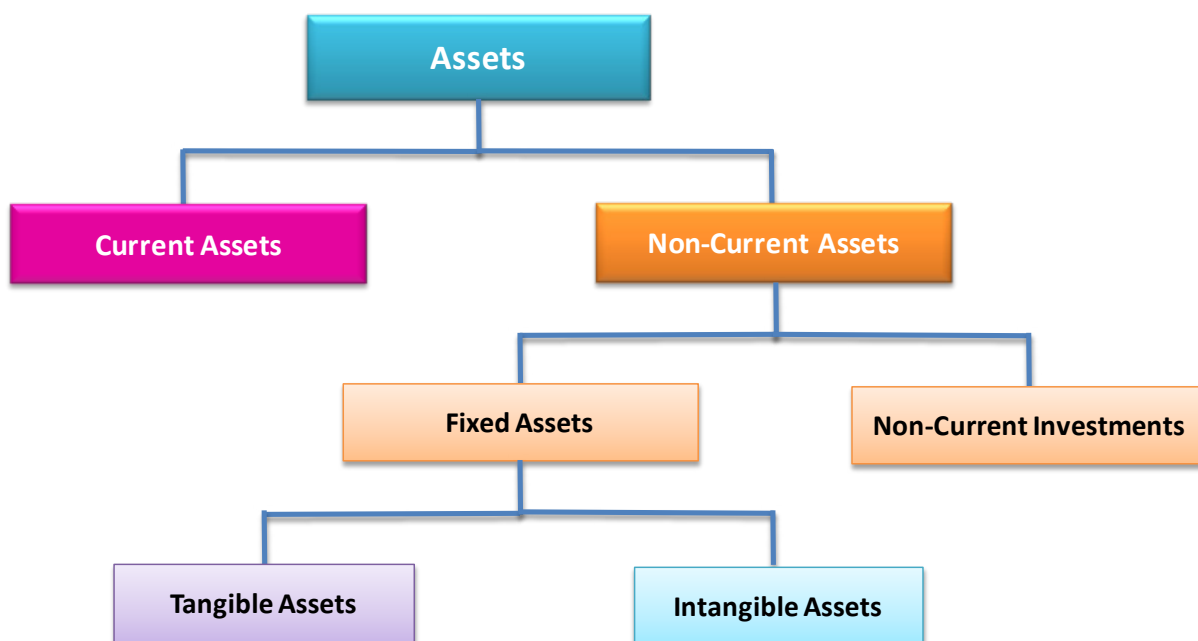 Assets
Current Assets
Non-Current Assets
Fixed Assets
Non-Current Investments
Tangible Assets
Intangible Assets